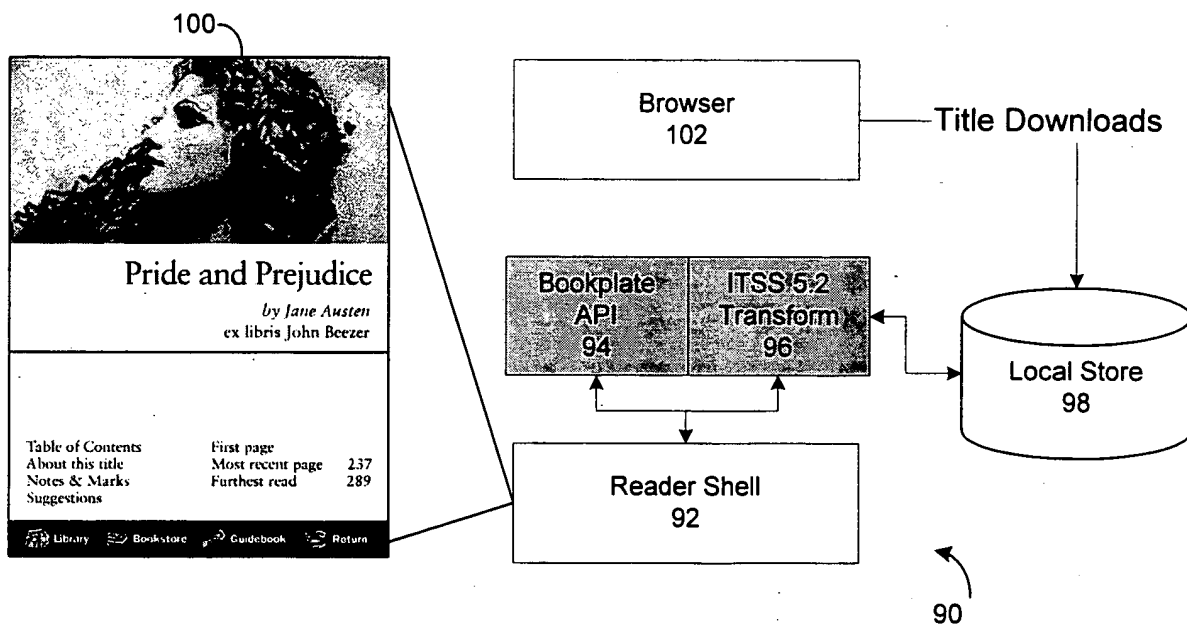 100
Pride and Prejudice
by Jane Austen
ex libris John Beezer
Table of Contents
About this title
Notes & Marks
Suggestions
First page
Most recent page 237
Furthest read 289
Library Bookstore Guidebook Return
Browser
102
Title Downloads
Bookplate
API
94
ITSS 5.2
Transform
96
Local Store
98
Reader Shell
92
90